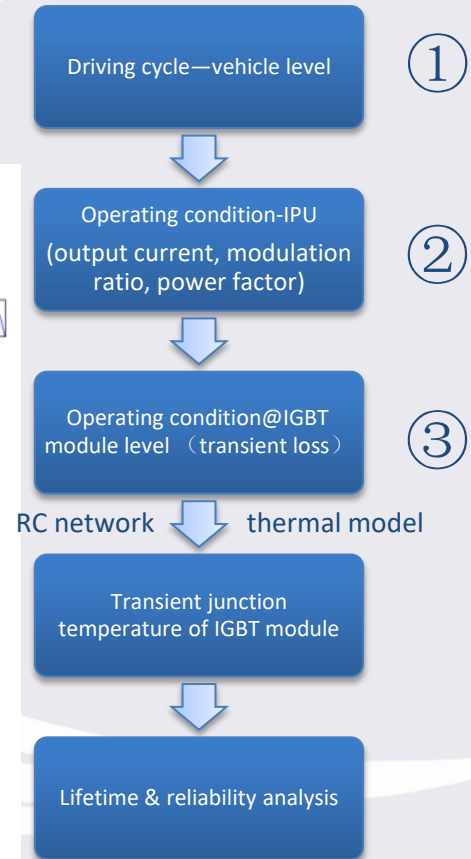 Driving cycle—vehicle level
①
Operating condition-IPU
(output current, modulation
ratio, power factor)
②
Operating condition@IGBT
module level （transient loss）
③
RC network thermal model
Transient junction
temperature of IGBT module
Lifetime & reliability analysis